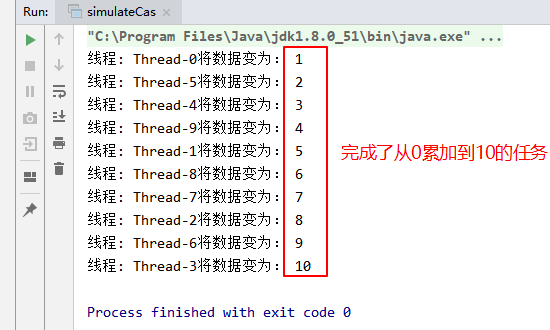 Run: simulateCas ×
"C:\Program Files\Java\jdk1.8.0_51\bin\java.exe" ...
线程: Thread-0将数据变为: 1
线程: Thread-5将数据变为: 2
线程: Thread-4将数据变为: 3
线程: Thread-9将数据变为: 4
线程: Thread-1将数据变为: 5
完成了从0累加到10的任务
线程: Thread-8将数据变为: 6
线程: Thread-7将数据变为: 7
线程: Thread-2将数据变为: 8
线程: Thread-6将数据变为: 9
线程: Thread-3将数据变为: 10
Process finished with exit code 0